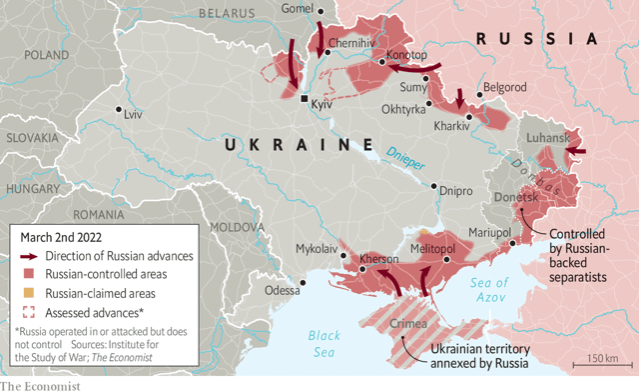 BELARUS
Gomel
RUSSIA
POLAND
Chernihiv
Konotop
Sumy
Belgorod
Kyiv
Okhtyrka
Lviv
Kharkiv
SLOVAKIA
UKRAINE
Luhansk
Dnieper
Donbas
HUNGARY
Dnipro
Donetsk
ROMANIA
MOLDOVA
Mariupol
Controlled
by Russian-
backed
separatists
Mykolaiv
Kherson
Melitopol
Odessa
Sea of
Azov
Black
Sea
Crimea
Ukrainian territory
annexed by Russia
150 km
March 2nd 2022
Direction of Russian advances
Russian-controlled areas
Russian-claimed areas
Assessed advances*
*Russia operated in or attacked but does
not control Sources: Institute for
the Study of War; The Economist
The Economist